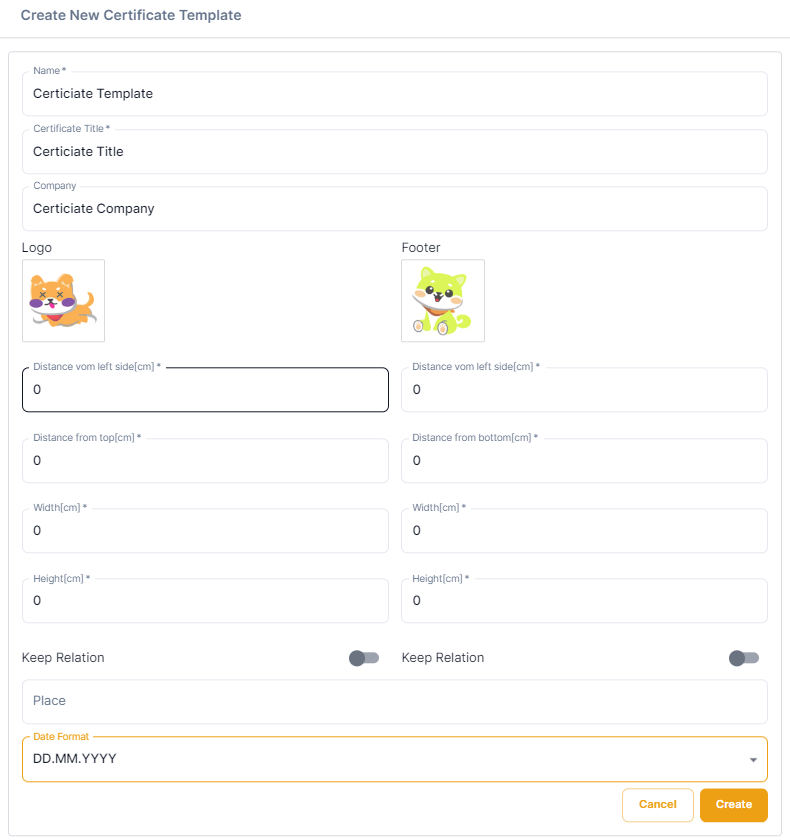 Create New Certificate Template
Name *
Certiciate Template
Certificate Title *
Certiciate Title
Company
Certiciate Company
Logo
Footer
Distance vom left side[cm] *
0
Distance vom left side[cm] *
0
Distance from top[cm] *
0
Distance from bottom[cm] *
0
Width[cm] *
0
Width[cm] *
0
Height[cm] *
0
Height[cm] *
0
Keep Relation
Keep Relation
Place
Date Format
DD.MM.YYYY
Cancel
Create